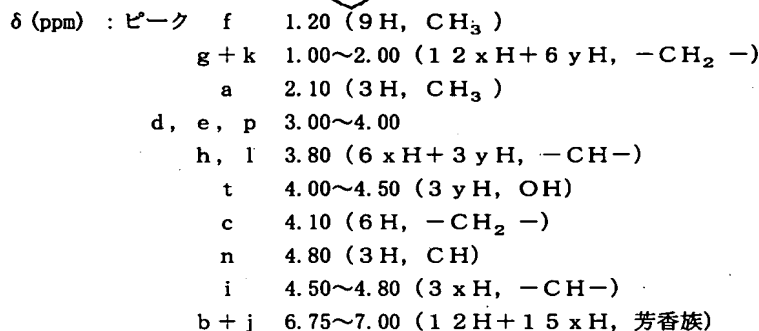 δ (ppm) : ピーク f 1.20 (9H, CH₃)
g+k 1.00~2.00 (12xH+6yH, -CH₂-)
a 2.10 (3H, CH₃)
d, e, p 3.00~4.00
h, l 3.80 (6xH+3yH, -CH-)
t 4.00~4.50 (3yH, OH)
c 4.10 (6H, -CH₂-)
n 4.80 (3H, CH)
i 4.50~4.80 (3xH, -CH-)
b+j 6.75~7.00 (12H+15xH, 芳香族)